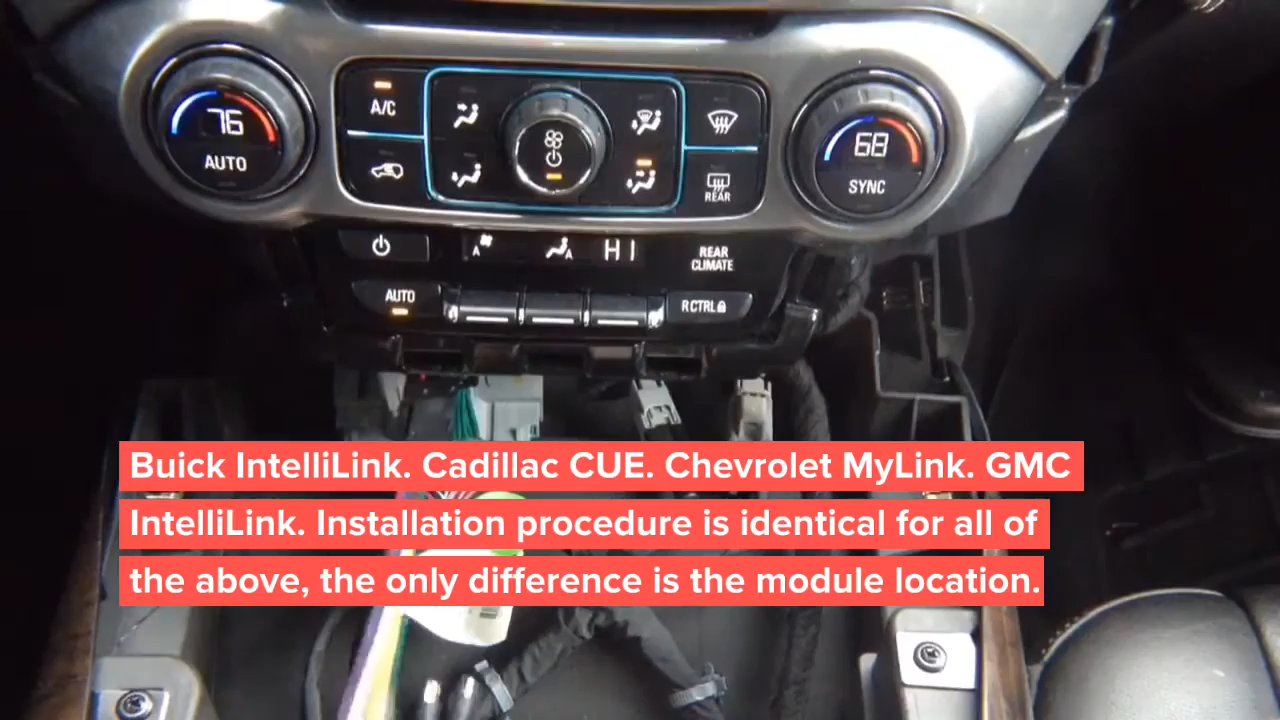 76
AUTO
A/C
68
SYNC
REAR
A
A
HI
REAR
CLIMATE
AUTO
R CTRL
Buick IntelliLink. Cadillac CUE. Chevrolet MyLink. GMC
IntelliLink. Installation procedure is identical for all of
the above, the only difference is the module location.